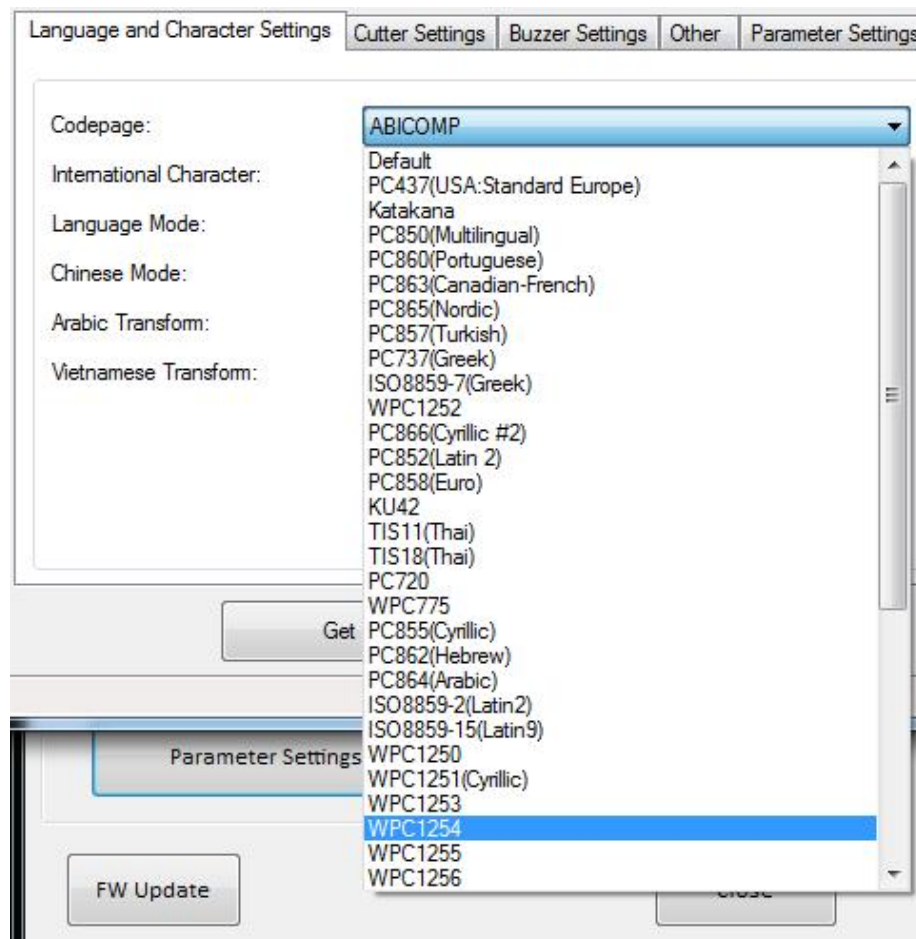 Language and Character Settings Cutter Settings Buzzer Settings Other Parameter Settings
Codepage: ABICOMP
International Character:
Language Mode:
Chinese Mode:
Arabic Transform:
Vietnamese Transform:
Default
PC437(USA:Standard Europe)
Katakana
PC850(Multilingual)
PC860(Portuguese)
PC863(Canadian-French)
PC865(Nordic)
PC857(Turkish)
PC737(Greek)
ISO8859-7(Greek)
WPC1252
PC866(Cyrillic #2)
PC852(Latin 2)
PC858(Euro)
KU42
TIS11(Thai)
TIS18(Thai)
PC720
WPC775
PC855(Cyrillic)
PC862(Hebrew)
PC864(Arabic)
ISO8859-2(Latin2)
ISO8859-15(Latin9)
WPC1250
WPC1251(Cyrillic)
WPC1253
WPC1254
WPC1255
WPC1256
Get
Parameter Settings
FW Update